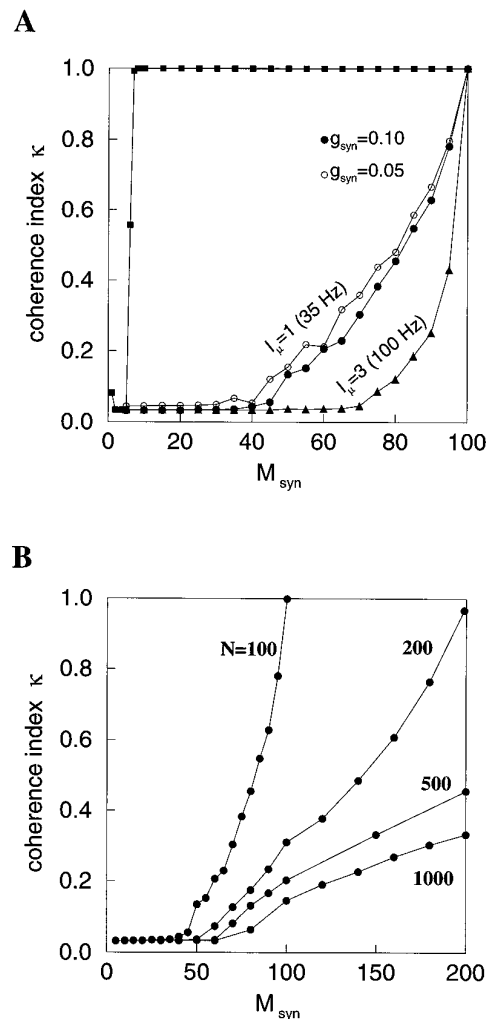 A
1.0
0.8
0.6
0.4
0.2
0.0
coherence index κ
●g_syn=0.10
○g_syn=0.05
I_μ=1 (35 Hz)
I_μ=3 (100 Hz)
0 20 40 60 80 100
M_syn
B
1.0
0.8
0.6
0.4
0.2
0.0
coherence index κ
N=100
200
500
1000
0 50 100 150 200
M_syn